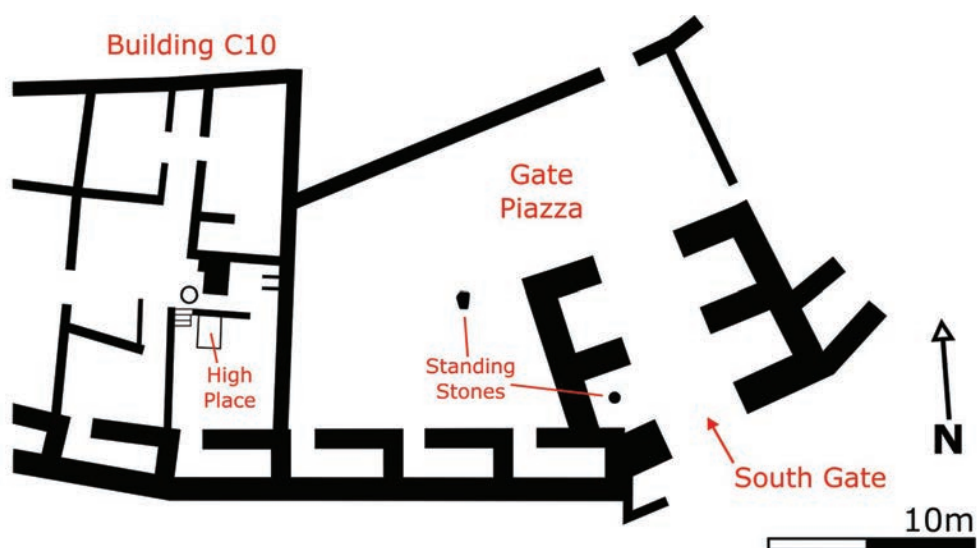 Building C10
Gate
Piazza
Standing
Stones
High
Place
N
South Gate
10m